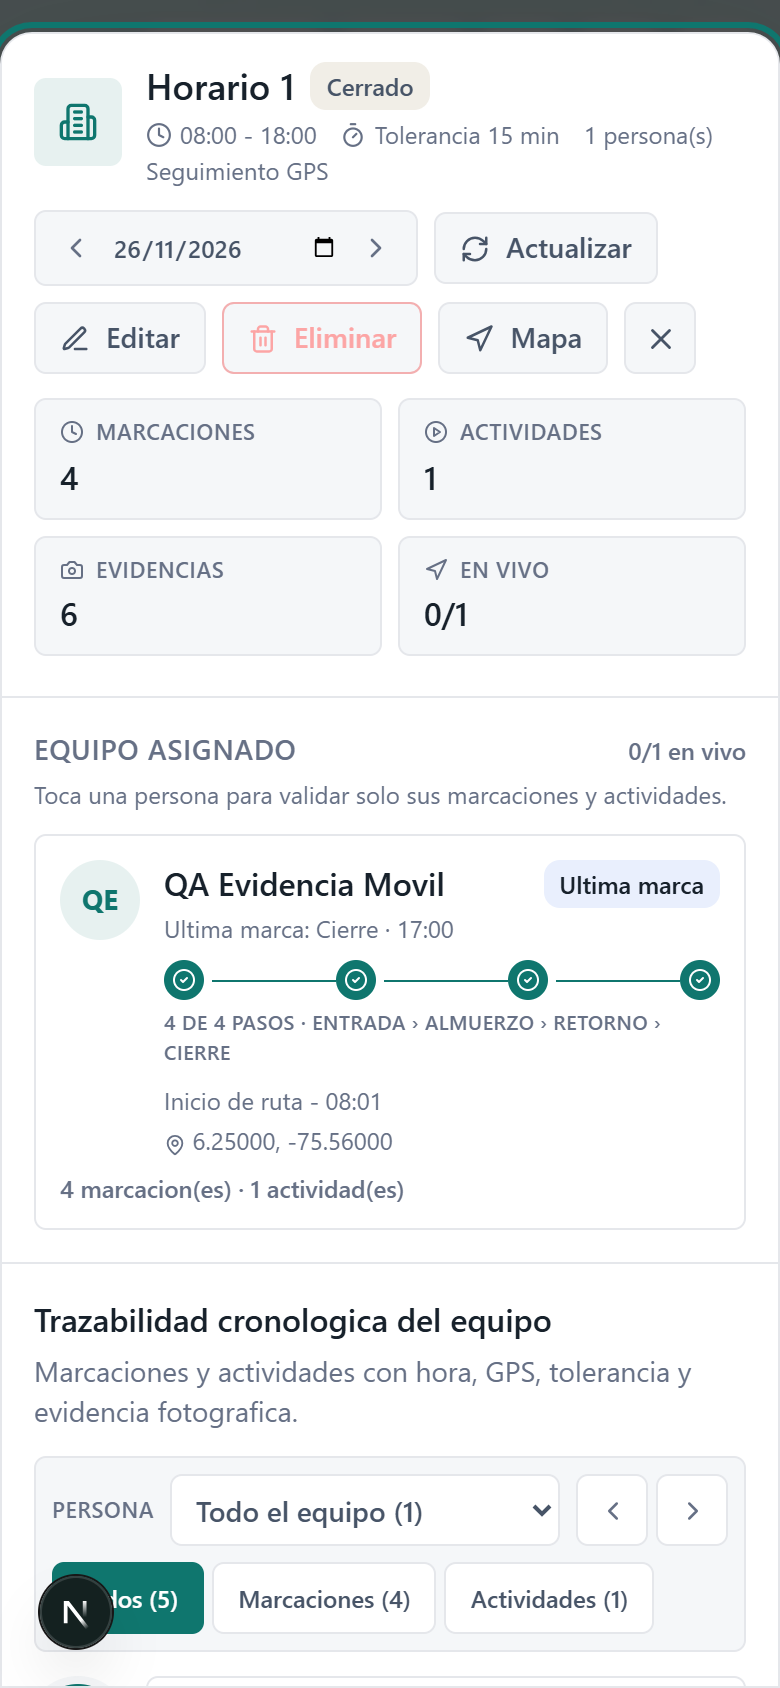 Horario 1 Cerrado
08:00 - 18:00 Tolerancia 15 min 1 persona(s)
Seguimiento GPS
26/11/2026 Actualizar
Editar Eliminar Mapa
MARCACIONES ACTIVIDADES
4 1
EVIDENCIAS EN VIVO
6 0/1
EQUIPO ASIGNADO 0/1 en vivo
Toca una persona para validar solo sus marcaciones y actividades.
QE QA Evidencia Movil Ultima marca
Ultima marca: Cierre · 17:00
4 DE 4 PASOS · ENTRADA › ALMUERZO › RETORNO ›
CIERRE
Inicio de ruta - 08:01
6.25000, -75.56000
4 marcacion(es) · 1 actividad(es)
Trazabilidad cronologica del equipo
Marcaciones y actividades con hora, GPS, tolerancia y
evidencia fotografica.
PERSONA Todo el equipo (1)
N dos (5) Marcaciones (4) Actividades (1)